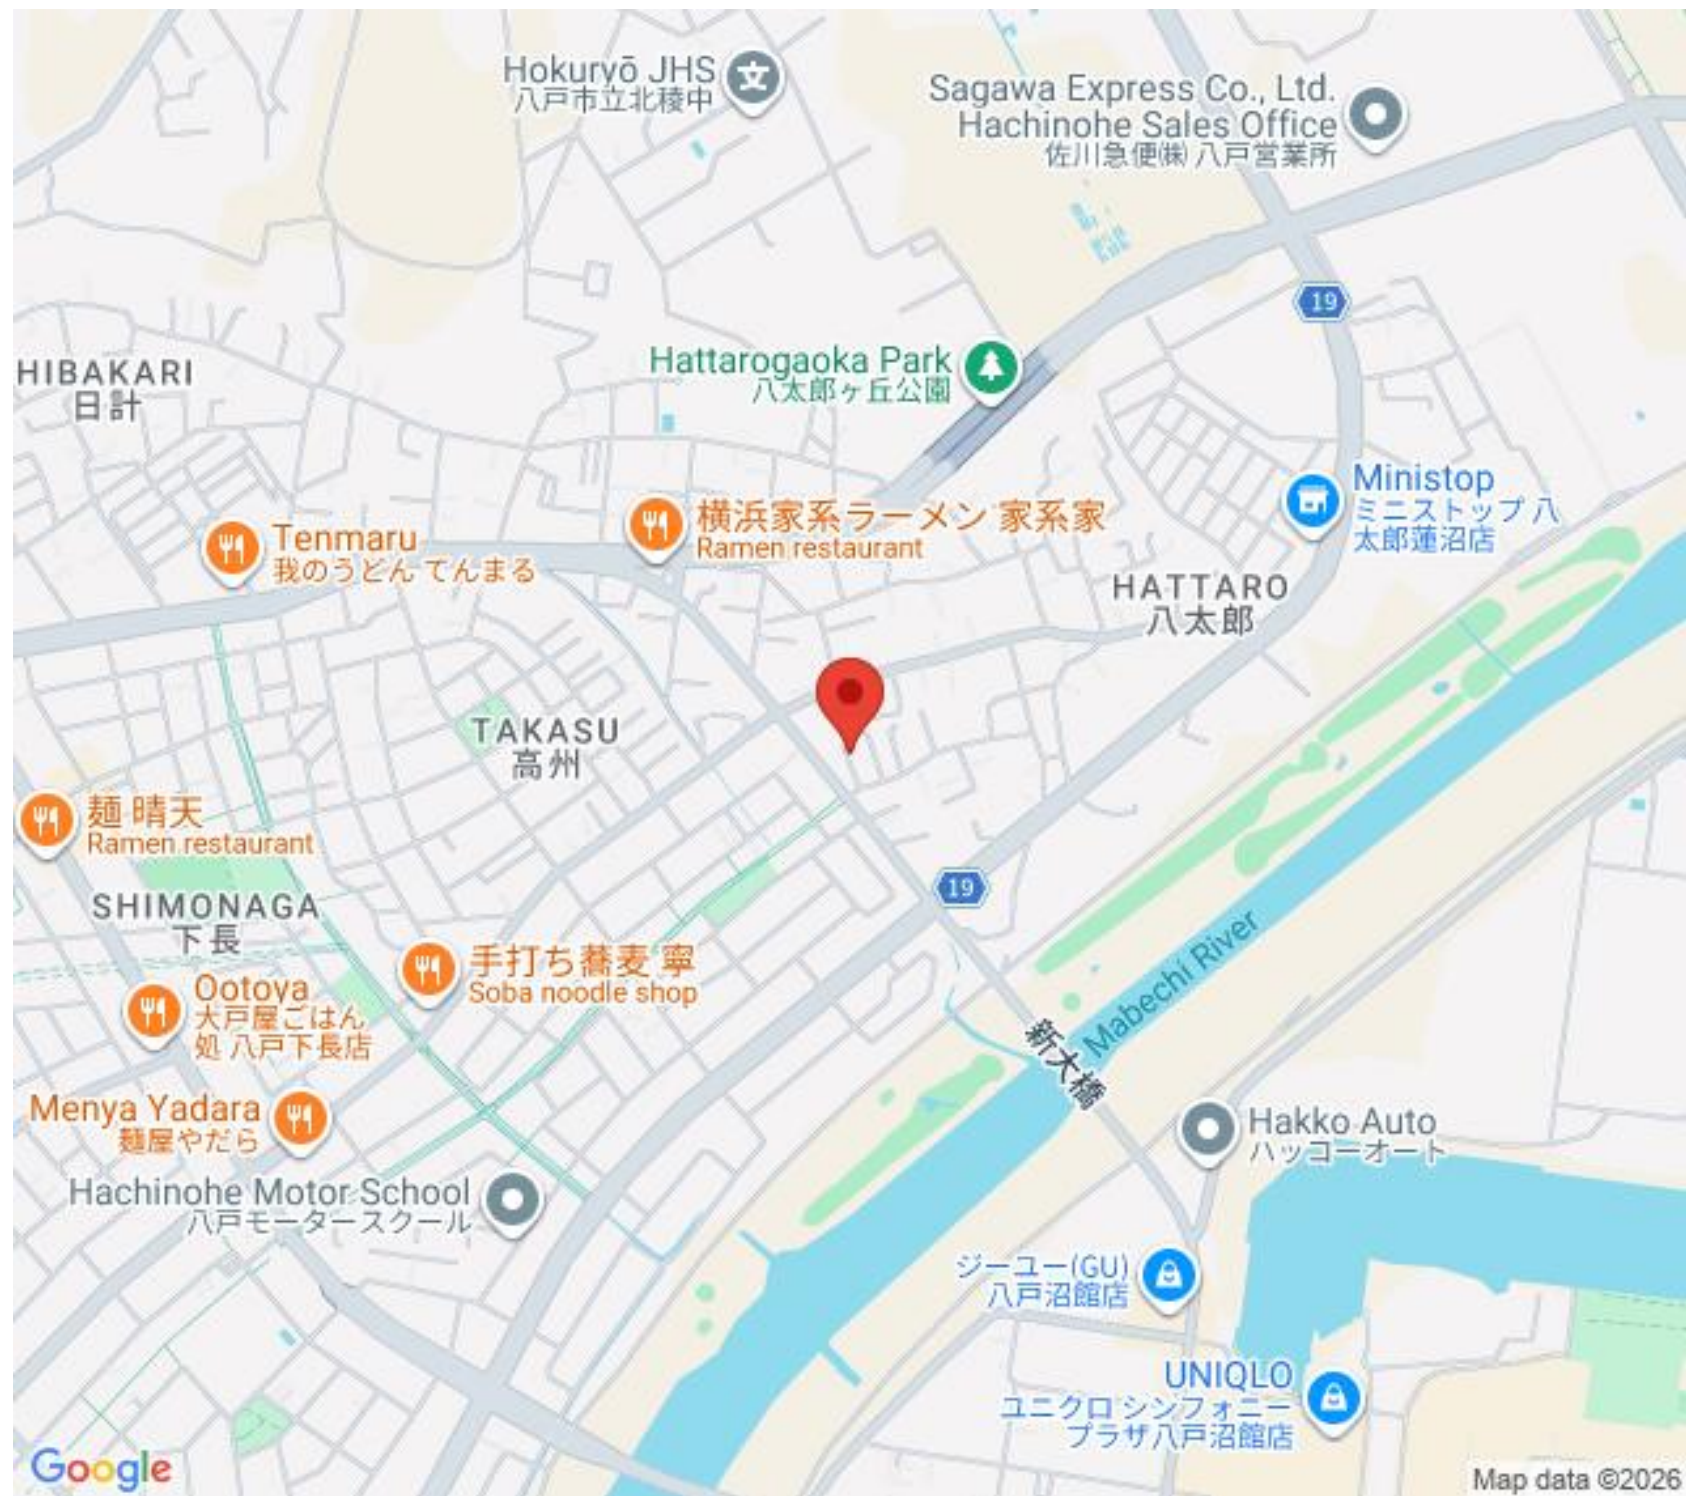 Hokuryō JHS
八戸市立北稜中
Sagawa Express Co., Ltd.
Hachinohe Sales Office
佐川急便㈱ 八戸営業所
19
Hattarogaoka Park
八太郎ヶ丘公園
HIBAKARI
日計
Ministop
ミニストップ 八
太郎蓮沼店
横浜家系ラーメン 家系家
Ramen restaurant
Tenmaru
我のうどん てんまる
HATTARO
八太郎
TAKASU
高州
麺 晴天
Ramen restaurant
19
SHIMONAGA
下長
手打ち蕎麦 寧
Soba noodle shop
Ootoya
大戸屋ごはん
処 八戸下長店
Mabechi River
新大橋
Menya Yadara
麺屋やだら
Hakko Auto
ハッコーオート
Hachinohe Motor School
八戸モータースクール
ジーユー(GU)
八戸沼館店
UNIQLO
ユニクロ シンフォニー
プラザ八戸沼館店
Google
Map data ©2026